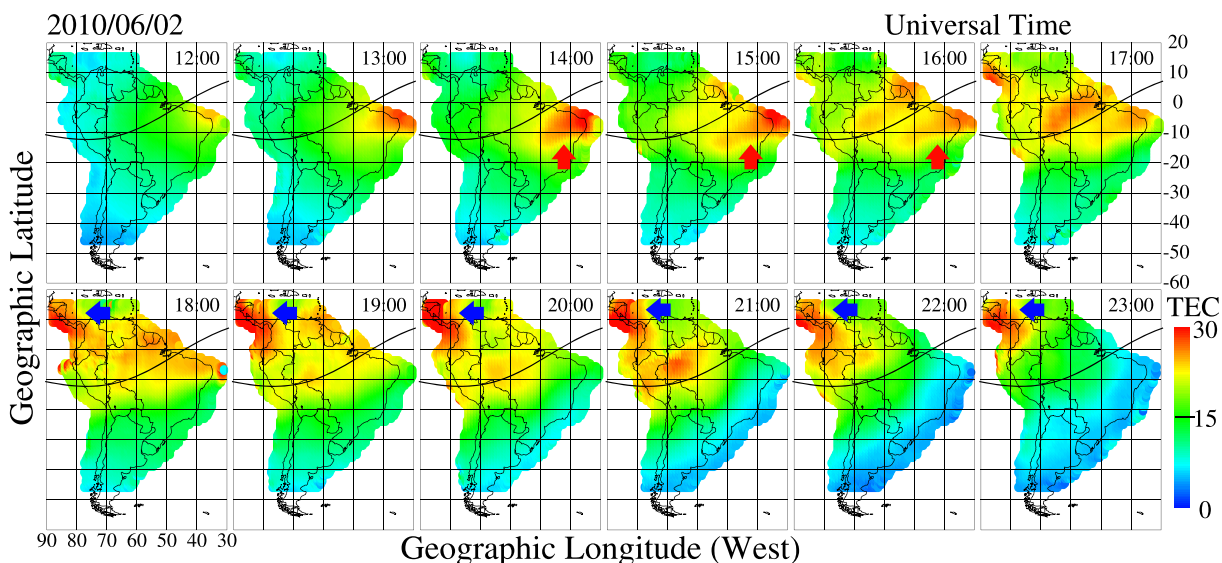 2010/06/02 Universal Time
12:00 13:00 14:00 15:00 16:00 17:00
20
10
0
-10
-20
-30
-40
-50
-60
Geographic Latitude
18:00 19:00 20:00 21:00 22:00 23:00
TEC
30
15
0
90 80 70 60 50 40 30
Geographic Longitude (West)